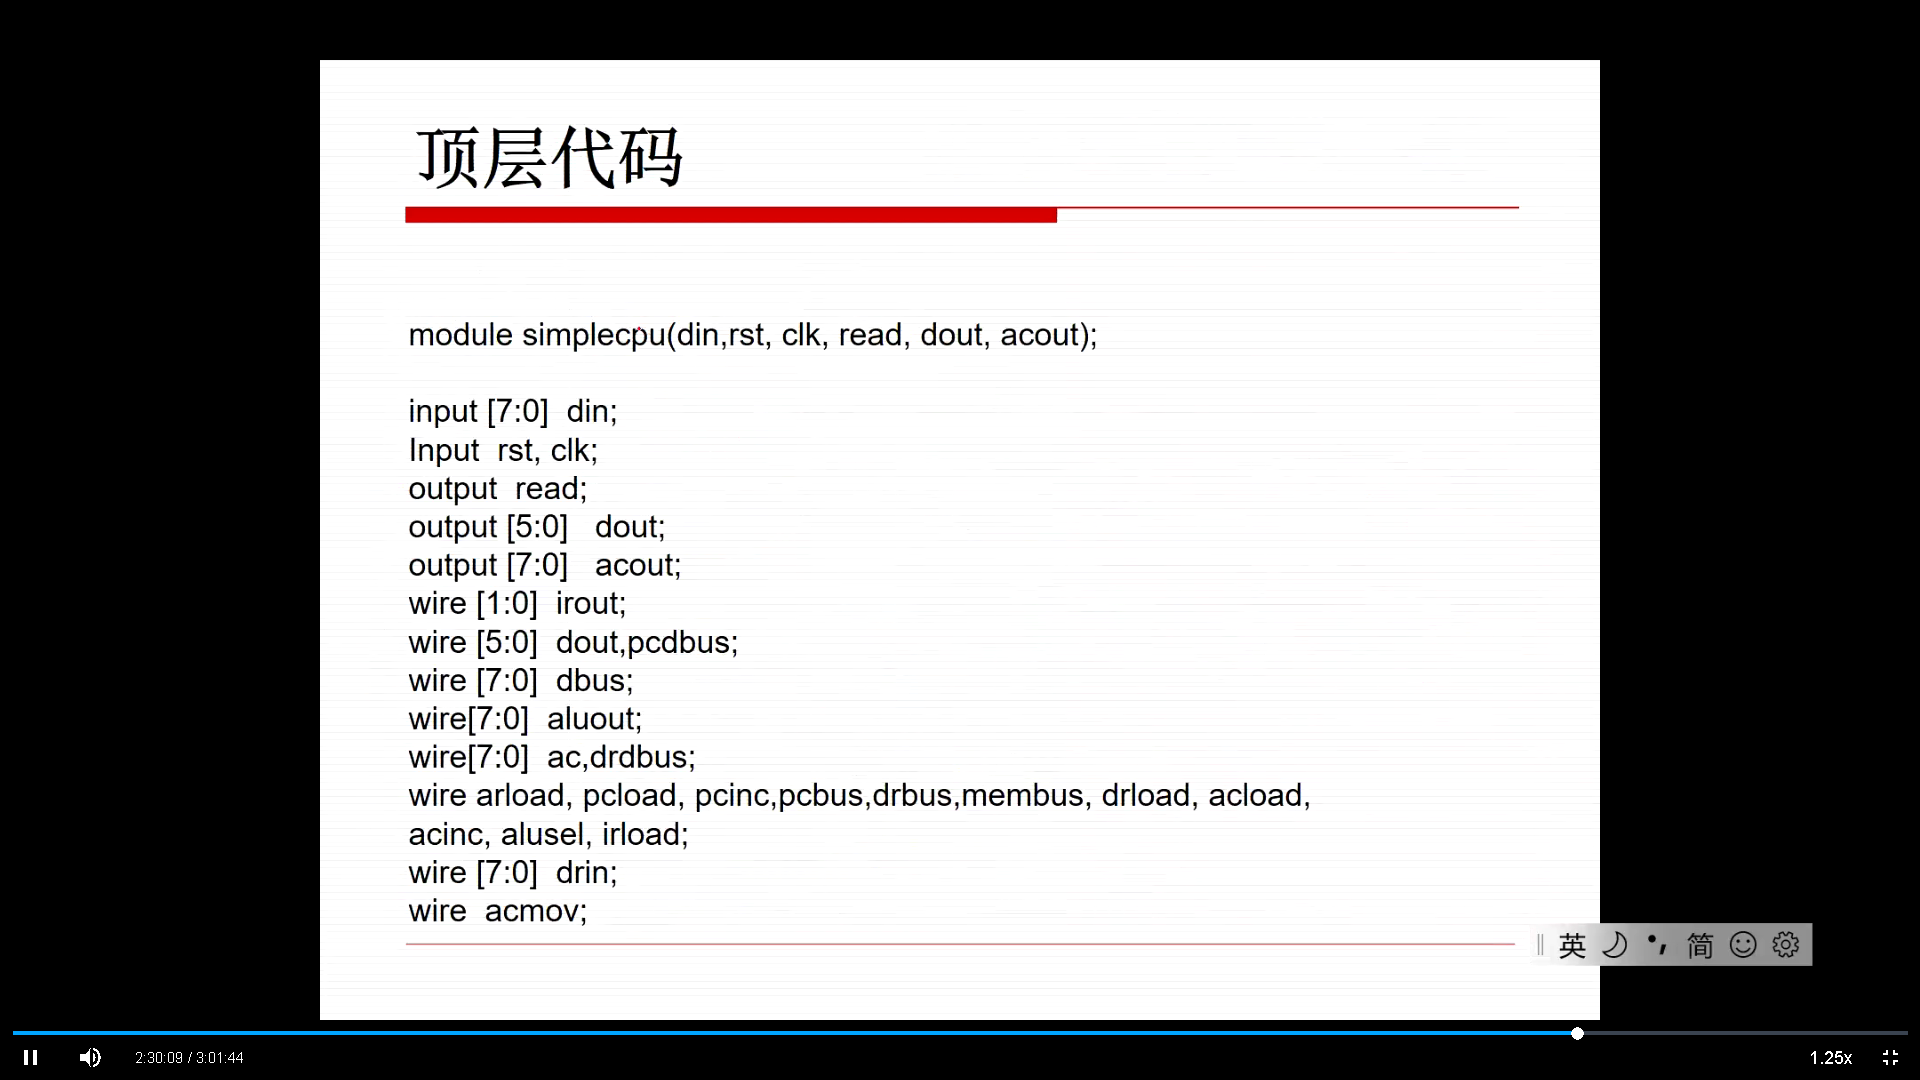 顶层代码
module simplecpu(din,rst, clk, read, dout, acout);
input [7:0]  din;
Input  rst, clk;
output  read;
output [5:0]   dout;
output [7:0]   acout;
wire [1:0]  irout;
wire [5:0]  dout,pcdbus;
wire [7:0]  dbus;
wire[7:0]  aluout;
wire[7:0]  ac,drdbus;
wire arload, pcload, pcinc,pcbus,drbus,membus, drload, acload,
acinc, alusel, irload;
wire [7:0]  drin;
wire  acmov;
英 简
2:30:09 / 3:01:44
1.25x